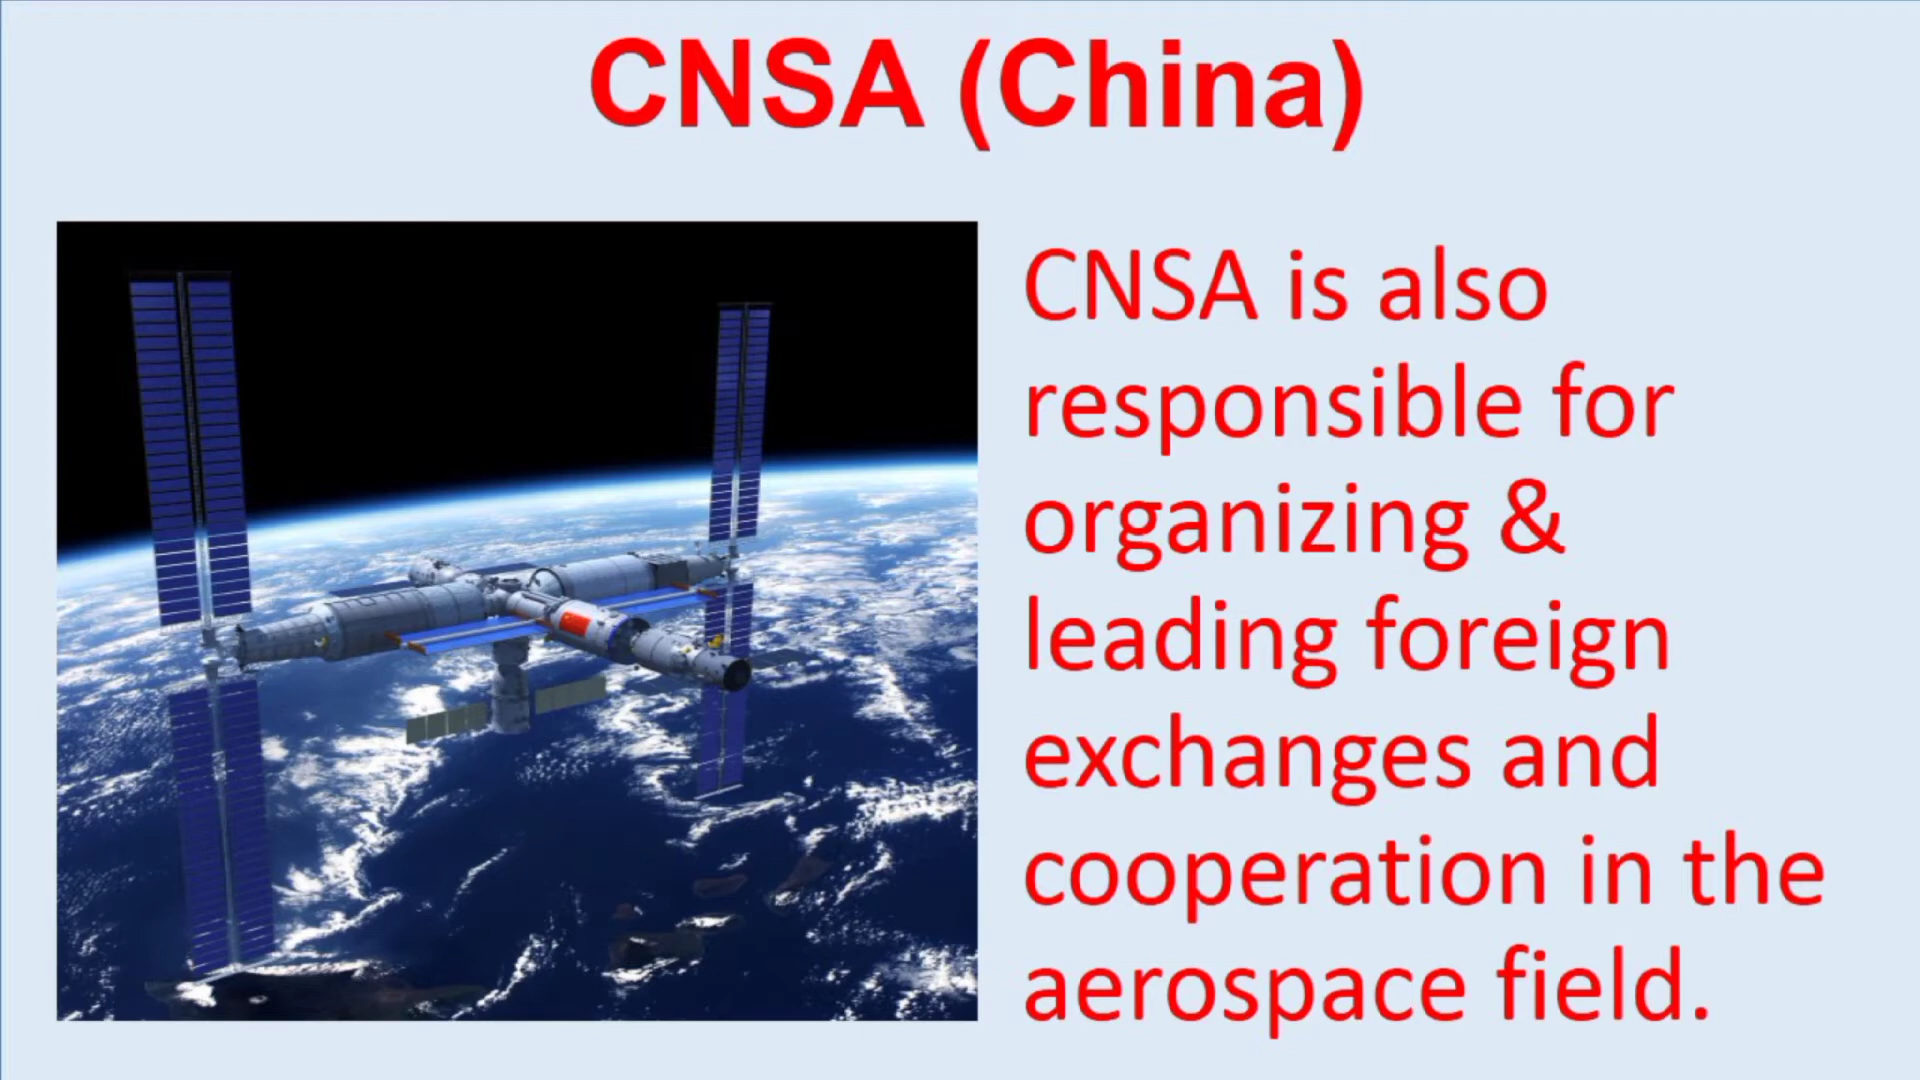 CNSA (China)
CNSA is also
responsible for
organizing &
leading foreign
exchanges and
cooperation in the
aerospace field.